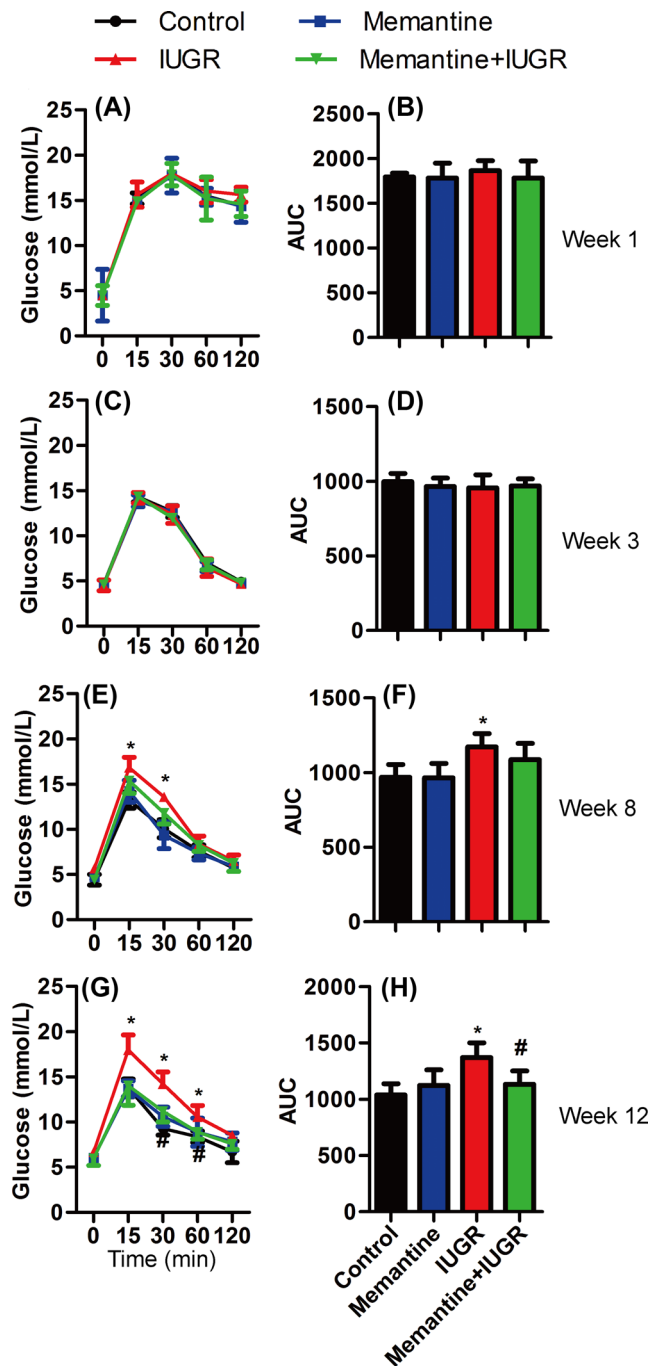 Control Memantine
IUGR Memantine+IUGR
(A)
Glucose (mmol/L)
25
20
15
10
5
0
0 15 30 60 120
(B)
AUC
2500
2000
1500
1000
500
0
Week 1
(C)
Glucose (mmol/L)
25
20
15
10
5
0
0 15 30 60 120
(D)
AUC
1500
1000
500
0
Week 3
(E)
Glucose (mmol/L)
25
20
15
10
5
0
* *
0 15 30 60 120
(F)
AUC
1500
1000
500
0
*
Week 8
(G)
Glucose (mmol/L)
25
20
15
10
5
0
* * *
# #
0 15 30 60 120
Time (min)
(H)
AUC
2000
1500
1000
500
0
* #
Week 12
Control
Memantine
IUGR
Memantine+IUGR